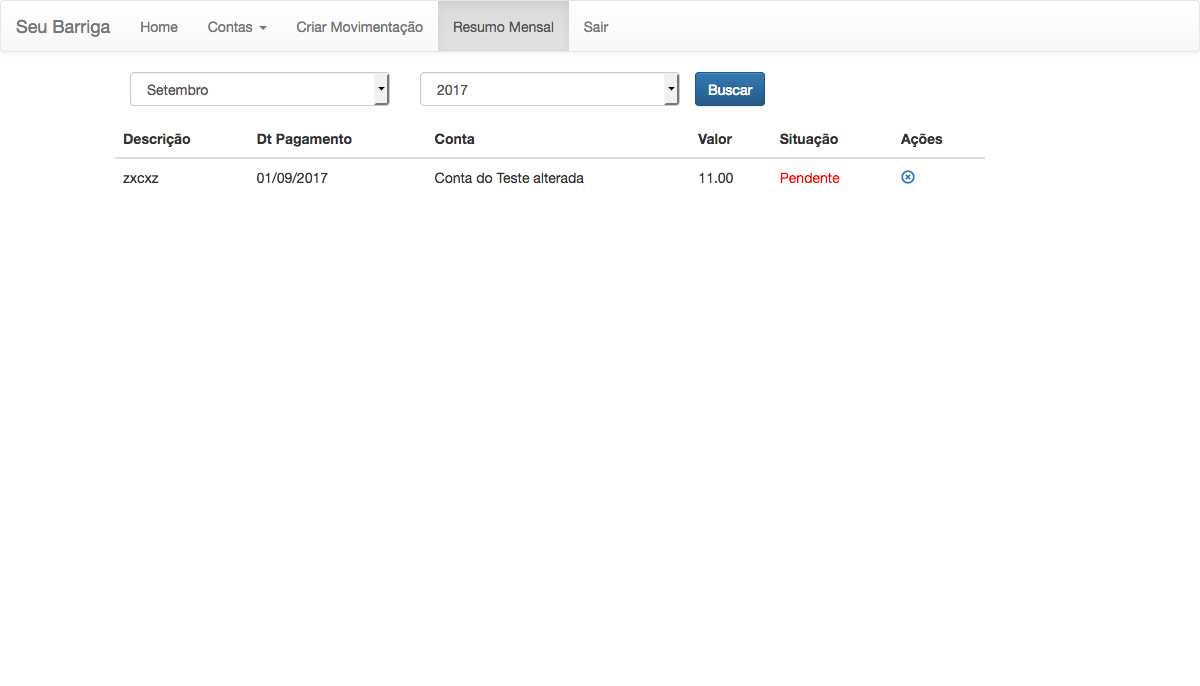 Seu Barriga Home Contas Criar Movimentação Resumo Mensal Sair
Setembro 2017 Buscar
Descrição Dt Pagamento Conta Valor Situação Ações
zxcxz 01/09/2017 Conta do Teste alterada 11.00 Pendente